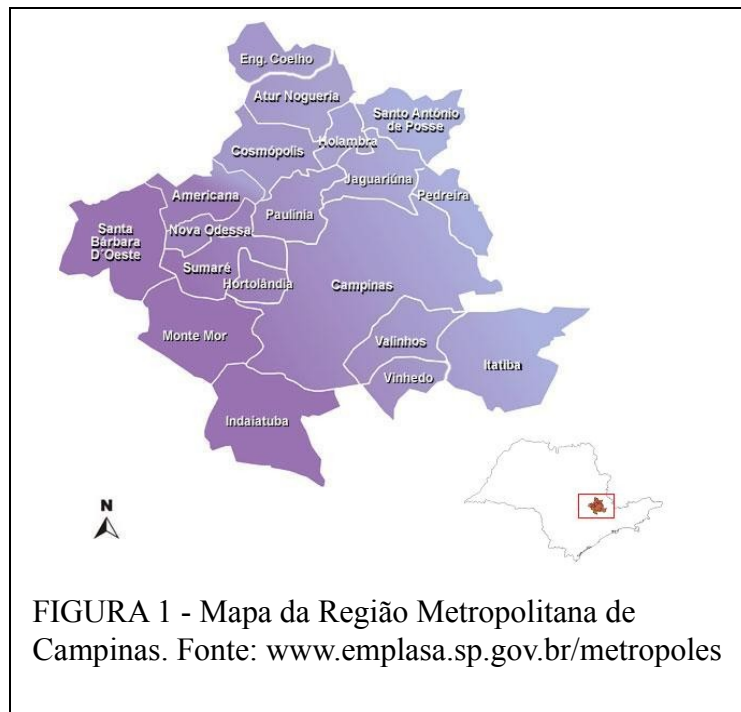 Eng. Coelho
Atur Nogueria
Santo António
de Posse
Holambra
Cosmópolis
Jaguariúna
Pedreira
Americana
Paulínia
Santa
Bárbara
D´Oeste
Nova Odessa
Sumaré
Hortolândia
Campinas
Monte Mor
Valinhos
Itatiba
Vinhedo
Indaiatuba
N
FIGURA 1 - Mapa da Região Metropolitana de
Campinas. Fonte: www.emplasa.sp.gov.br/metropoles